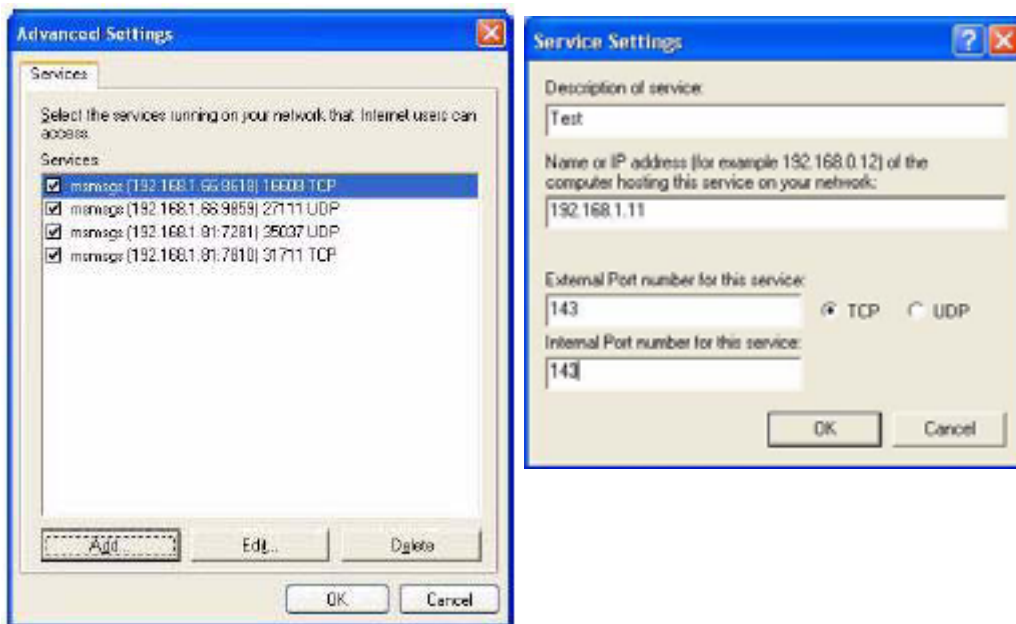 Advanced Settings
Services
Select the services running on your network that Internet users can
access.
Services
msmsgs (192.168.1.66:8618) 16608 TCP
msmsgs (192.168.1.66:9859) 27111 UDP
msmsgs (192.168.1.81:7281) 35037 UDP
msmsgs (192.168.1.81:7810) 31711 TCP
Add...
Edit...
Delete
OK
Cancel
Service Settings
Description of service:
Test
Name or IP address (for example 192.168.0.12) of the
computer hosting this service on your network:
192.168.1.11
External Port number for this service:
143
TCP
UDP
Internal Port number for this service:
143
OK
Cancel